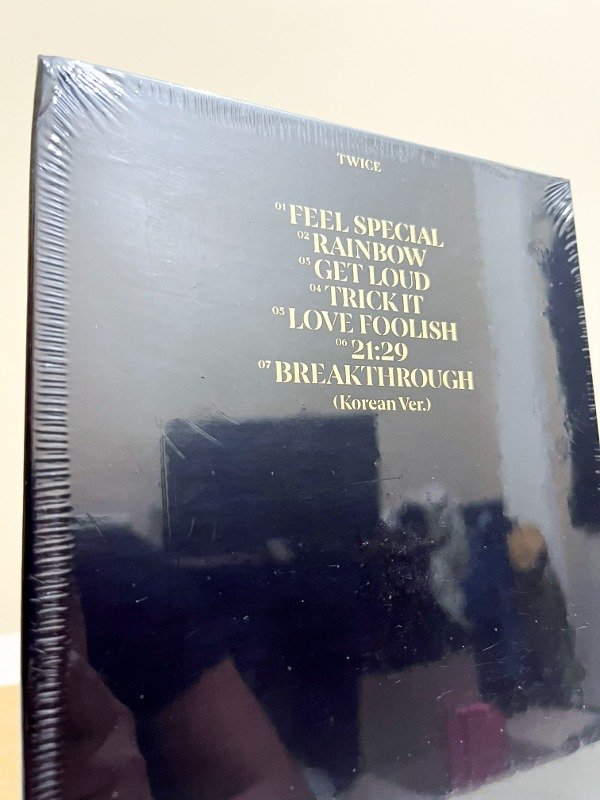 TWICE
01 FEEL SPECIAL
02 RAINBOW
03 GET LOUD
04 TRICK IT
05 LOVE FOOLISH
06 21:29
07 BREAKTHROUGH
(Korean Ver.)